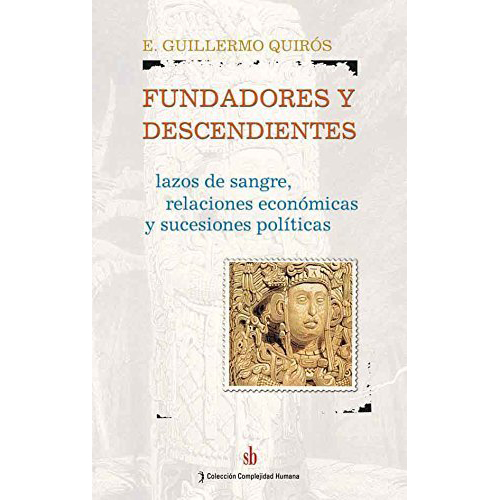 E. GUILLERMO QUIRÓS
FUNDADORES Y
DESCENDIENTES
lazos de sangre,
relaciones económicas
y sucesiones políticas
sb
Colección Complejidad Humana